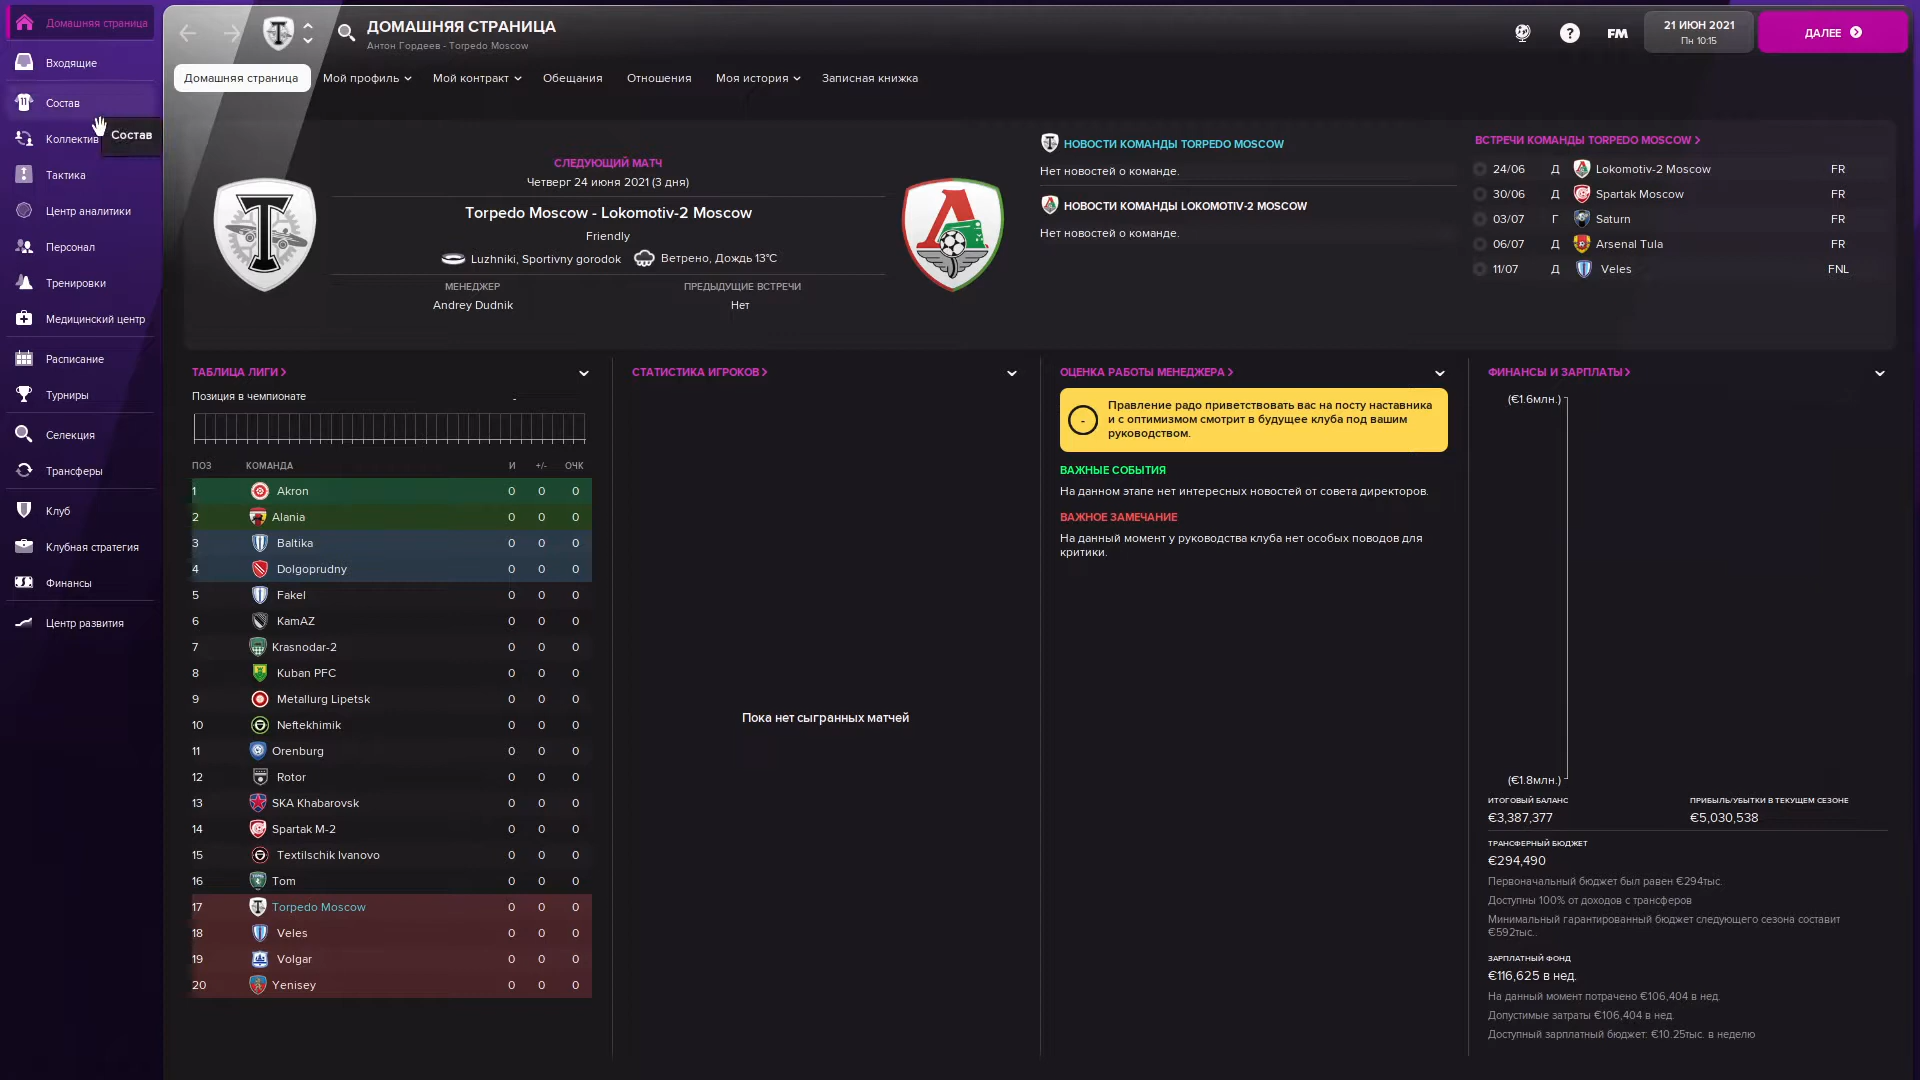 Домашняя страница
Входящие
Состав
Коллектив
Состав
Тактика
Центр аналитики
Персонал
Тренировки
Медицинский центр
Расписание
Турниры
Селекция
Трансферы
Клуб
Клубная стратегия
Финансы
Центр развития
ДОМАШНЯЯ СТРАНИЦА
Антон Гордеев - Torpedo Moscow
FM
21 ИЮН 2021
Пн 10:15
ДАЛЕЕ
Домашняя страница Мой профиль Мой контракт Обещания Отношения Моя история Записная книжка
СЛЕДУЮЩИЙ МАТЧ
Четверг 24 июня 2021 (3 дня)
Torpedo Moscow - Lokomotiv-2 Moscow
Friendly
Luzhniki, Sportivny gorodok Ветрено, Дождь 13°C
МЕНЕДЖЕР ПРЕДЫДУЩИЕ ВСТРЕЧИ
Andrey Dudnik Нет
НОВОСТИ КОМАНДЫ TORPEDO MOSCOW
Нет новостей о команде.
НОВОСТИ КОМАНДЫ LOKOMOTIV-2 MOSCOW
Нет новостей о команде.
ВСТРЕЧИ КОМАНДЫ TORPEDO MOSCOW >
24/06 Д Lokomotiv-2 Moscow FR
30/06 Д Spartak Moscow FR
03/07 Г Saturn FR
06/07 Д Arsenal Tula FR
11/07 Д Veles FNL
ТАБЛИЦА ЛИГИ >
Позиция в чемпионате -
ПОЗ КОМАНДА И +/- ОЧК
1 Akron 0 0 0
2 Alania 0 0 0
3 Baltika 0 0 0
4 Dolgoprudny 0 0 0
5 Fakel 0 0 0
6 KamAZ 0 0 0
7 Krasnodar-2 0 0 0
8 Kuban PFC 0 0 0
9 Metallurg Lipetsk 0 0 0
10 Neftekhimik 0 0 0
11 Orenburg 0 0 0
12 Rotor 0 0 0
13 SKA Khabarovsk 0 0 0
14 Spartak M-2 0 0 0
15 Textilschik Ivanovo 0 0 0
16 Tom 0 0 0
17 Torpedo Moscow 0 0 0
18 Veles 0 0 0
19 Volgar 0 0 0
20 Yenisey 0 0 0
СТАТИСТИКА ИГРОКОВ >
Пока нет сыгранных матчей
ОЦЕНКА РАБОТЫ МЕНЕДЖЕРА >
Правление радо приветствовать вас на посту наставника
и с оптимизмом смотрит в будущее клуба под вашим
руководством.
ВАЖНЫЕ СОБЫТИЯ
На данном этапе нет интересных новостей от совета директоров.
ВАЖНОЕ ЗАМЕЧАНИЕ
На данный момент у руководства клуба нет особых поводов для
критики.
ФИНАНСЫ И ЗАРПЛАТЫ >
(€1.6млн.)
(€1.8млн.)
ИТОГОВЫЙ БАЛАНС ПРИБЫЛЬ/УБЫТКИ В ТЕКУЩЕМ СЕЗОНЕ
€3,387,377 €5,030,538
ТРАНСФЕРНЫЙ БЮДЖЕТ
€294,490
Первоначальный бюджет был равен €294тыс.
Доступны 100% от доходов с трансферов
Минимальный гарантированный бюджет следующего сезона составит
€592тыс..
ЗАРПЛАТНЫЙ ФОНД
€116,625 в нед.
На данный момент потрачено €106,404 в нед.
Допустимые затраты €106,404 в нед.
Доступный зарплатный бюджет: €10.25тыс. в неделю